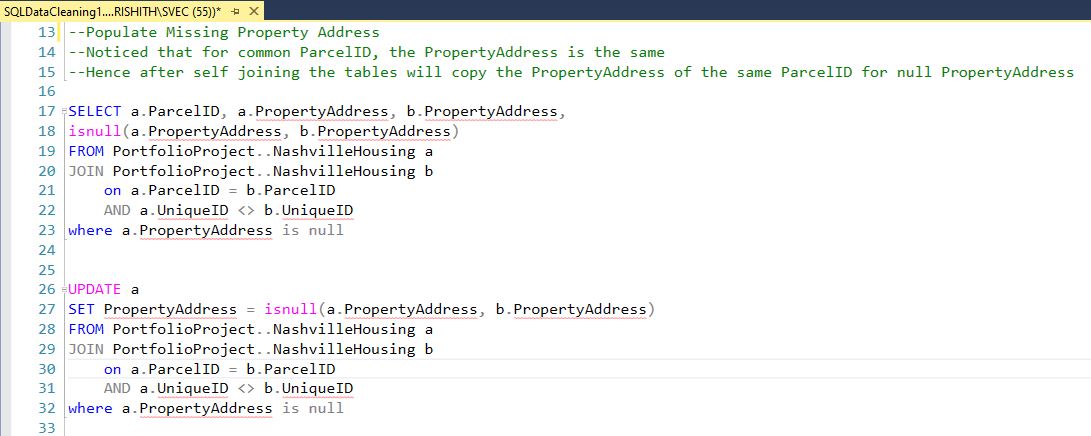 SQLDataCleaning1....RISHITH\SVEC (55))*
13 --Populate Missing Property Address
14 --Noticed that for common ParcelID, the PropertyAddress is the same
15 --Hence after self joining the tables will copy the PropertyAddress of the same ParcelID for null PropertyAddress
16
17 SELECT a.ParcelID, a.PropertyAddress, b.PropertyAddress,
18 isnull(a.PropertyAddress, b.PropertyAddress)
19 FROM PortfolioProject..NashvilleHousing a
20 JOIN PortfolioProject..NashvilleHousing b
21 on a.ParcelID = b.ParcelID
22 AND a.UniqueID <> b.UniqueID
23 where a.PropertyAddress is null
24
25
26 UPDATE a
27 SET PropertyAddress = isnull(a.PropertyAddress, b.PropertyAddress)
28 FROM PortfolioProject..NashvilleHousing a
29 JOIN PortfolioProject..NashvilleHousing b
30 on a.ParcelID = b.ParcelID
31 AND a.UniqueID <> b.UniqueID
32 where a.PropertyAddress is null
33